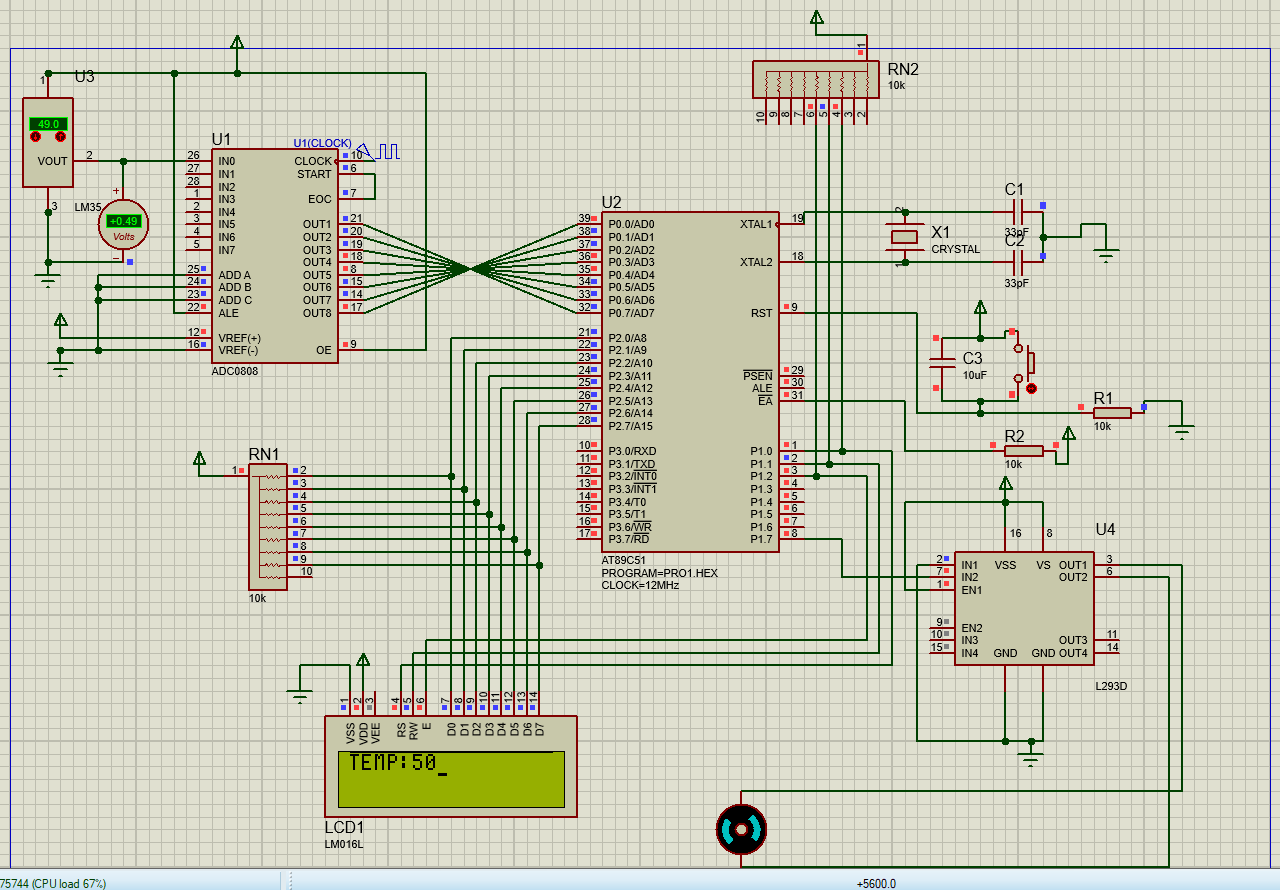 U3
1
49.0
VOUT
2
3
LM35
+0.49
Volts
+
-
U1
U1(CLOCK)
26 IN0 CLOCK 10
27 IN1 START 6
28 IN2
1 IN3 EOC 7
2 IN4
3 IN5 OUT1 21
4 IN6 OUT2 20
5 IN7 OUT3 19
OUT4 18
25 ADD A OUT5 8
24 ADD B OUT6 15
23 ADD C OUT7 14
22 ALE OUT8 17
12 VREF(+)
16 VREF(-) OE 9
ADC0808
RN2
10k
1
10 9 8 7 6 5 4 3 2
U2
39 P0.0/AD0 XTAL1 19
38 P0.1/AD1
37 P0.2/AD2
36 P0.3/AD3 XTAL2 18
35 P0.4/AD4
34 P0.5/AD5
33 P0.6/AD6
32 P0.7/AD7 RST 9
21 P2.0/A8
22 P2.1/A9
23 P2.2/A10
24 P2.3/A11 PSEN 29
25 P2.4/A12 ALE 30
26 P2.5/A13 EA 31
27 P2.6/A14
28 P2.7/A15
10 P3.0/RXD P1.0 1
11 P3.1/TXD P1.1 2
12 P3.2/INT0 P1.2 3
13 P3.3/INT1 P1.3 4
14 P3.4/T0 P1.4 5
15 P3.5/T1 P1.5 6
16 P3.6/WR P1.6 7
17 P3.7/RD P1.7 8
AT89C51
PROGRAM=PRO1.HEX
CLOCK=12MHz
C1
33pF
C2
33pF
X1
CRYSTAL
2
1
C3
10uF
R1
10k
R2
10k
RN1
1
2
3
4
5
6
7
8
9
10
10k
U4
16 8
2 IN1 VSS VS OUT1 3
7 IN2 OUT2 6
1 EN1
9 EN2
10 IN3 OUT3 11
15 IN4 GND GND OUT4 14
L293D
1 2 3 4 5 6 7 8 9 10 11 12 13 14
VSS VDD VEE RS RW E D0 D1 D2 D3 D4 D5 D6 D7
TEMP:50_
LCD1
LM016L
75744 (CPU load 67%)
+5600.0